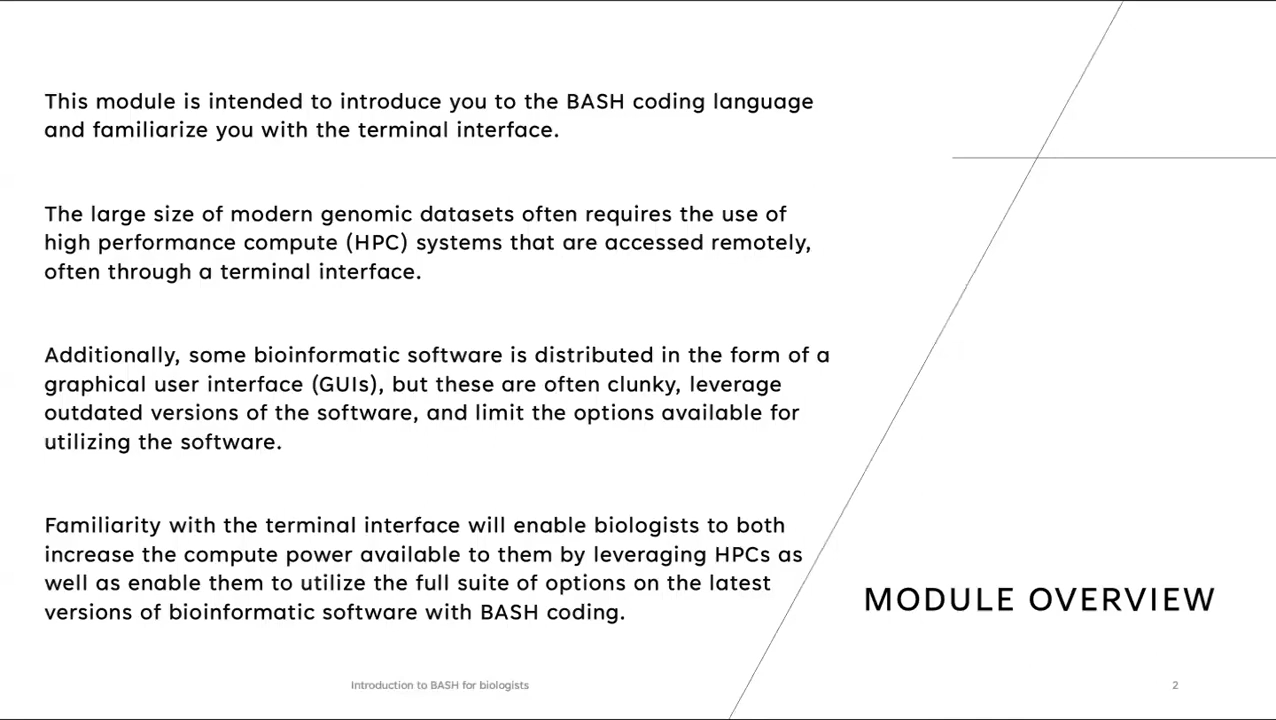 This module is intended to introduce you to the BASH coding language
and familiarize you with the terminal interface.
The large size of modern genomic datasets often requires the use of
high performance compute (HPC) systems that are accessed remotely,
often through a terminal interface.
Additionally, some bioinformatic software is distributed in the form of a
graphical user interface (GUIs), but these are often clunky, leverage
outdated versions of the software, and limit the options available for
utilizing the software.
Familiarity with the terminal interface will enable biologists to both
increase the compute power available to them by leveraging HPCs as
well as enable them to utilize the full suite of options on the latest
versions of bioinformatic software with BASH coding.
MODULE OVERVIEW
Introduction to BASH for biologists
2